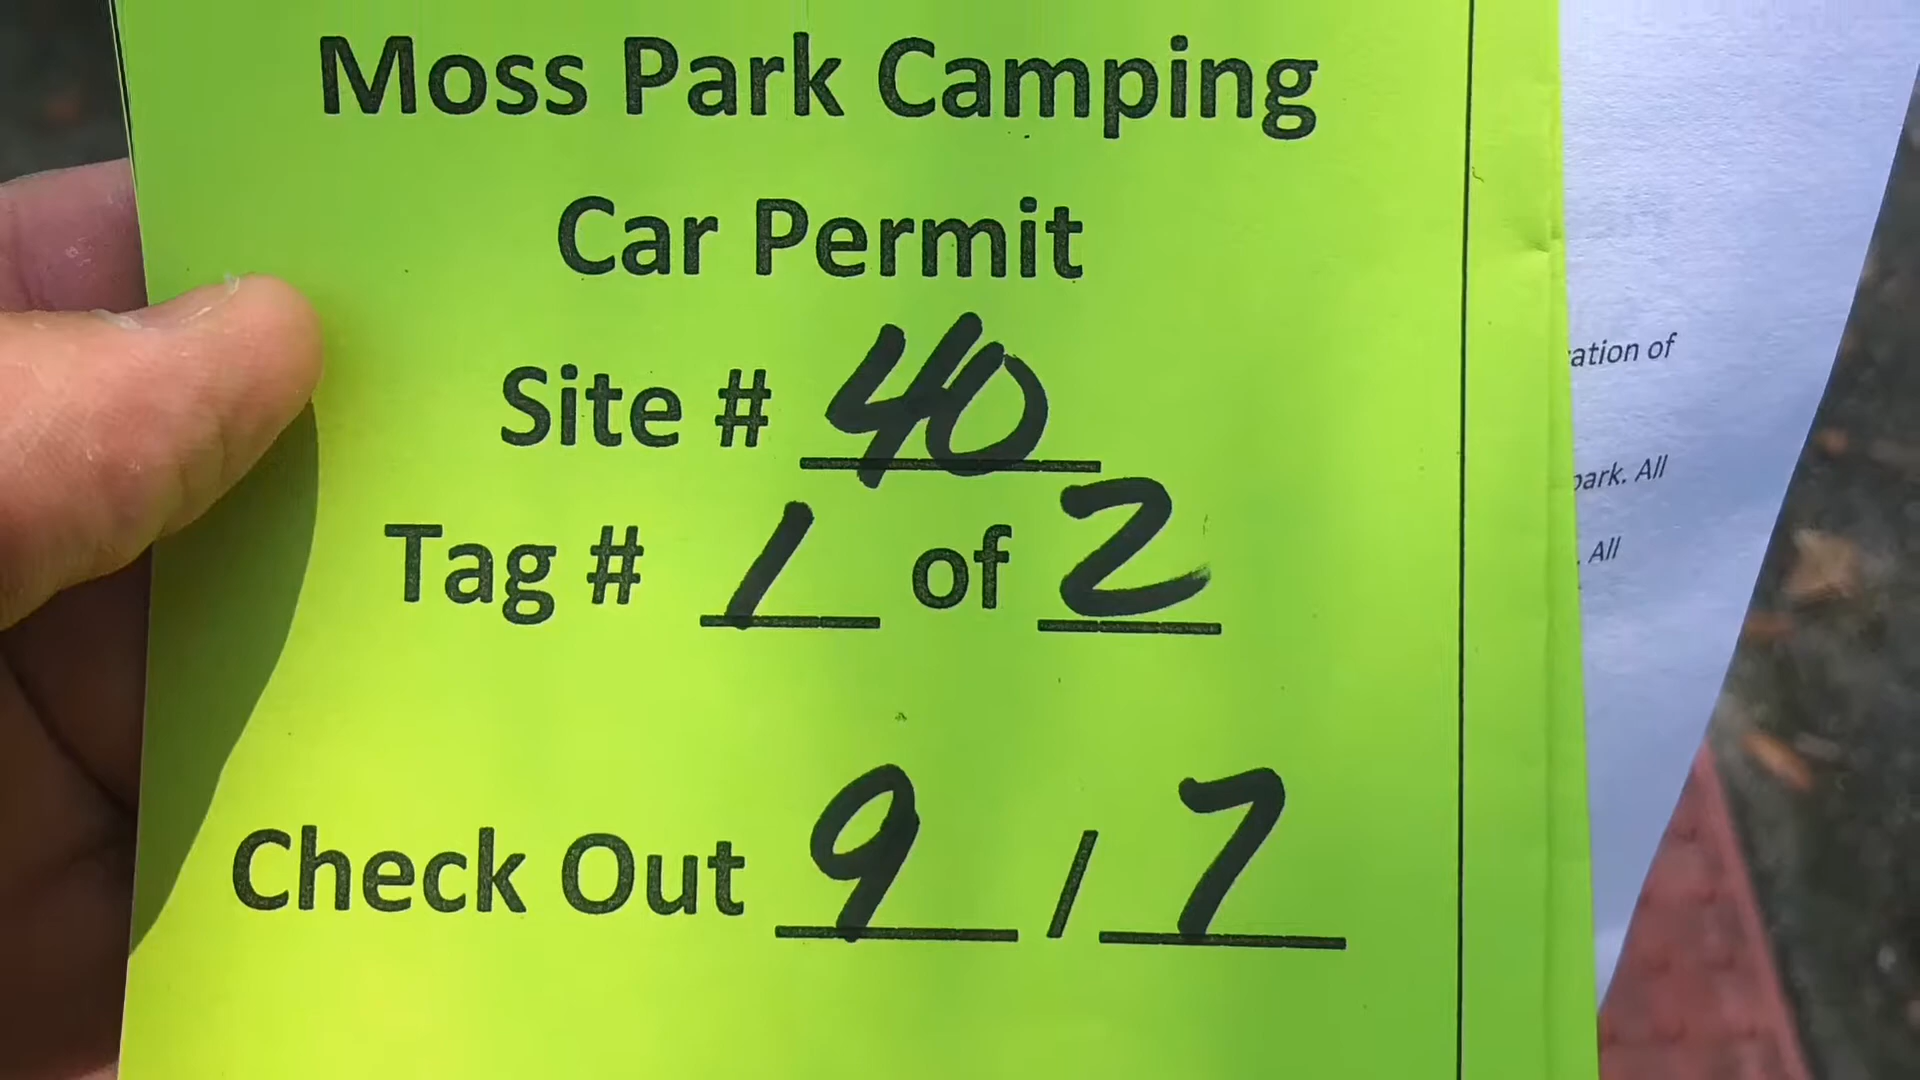 Moss Park Camping
Car Permit
Site # 40
Tag # 1 of 2
Check Out 9 / 7
ation of
park. All
. All